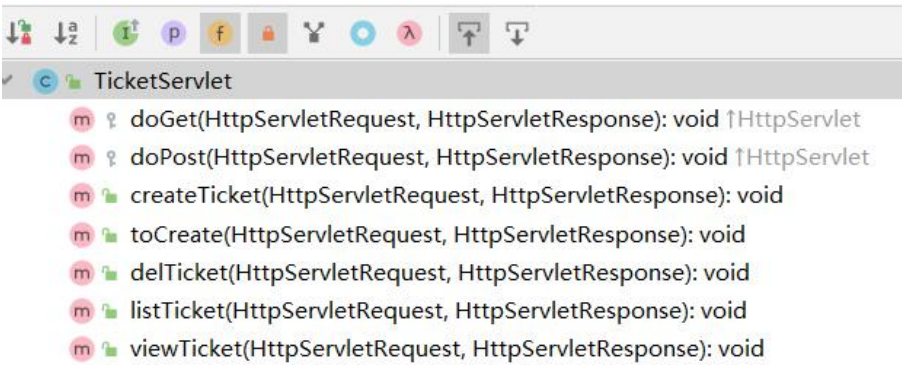 TicketServlet
doGet(HttpServletRequest, HttpServletResponse): void ↑HttpServlet
doPost(HttpServletRequest, HttpServletResponse): void ↑HttpServlet
createTicket(HttpServletRequest, HttpServletResponse): void
toCreate(HttpServletRequest, HttpServletResponse): void
delTicket(HttpServletRequest, HttpServletResponse): void
listTicket(HttpServletRequest, HttpServletResponse): void
viewTicket(HttpServletRequest, HttpServletResponse): void